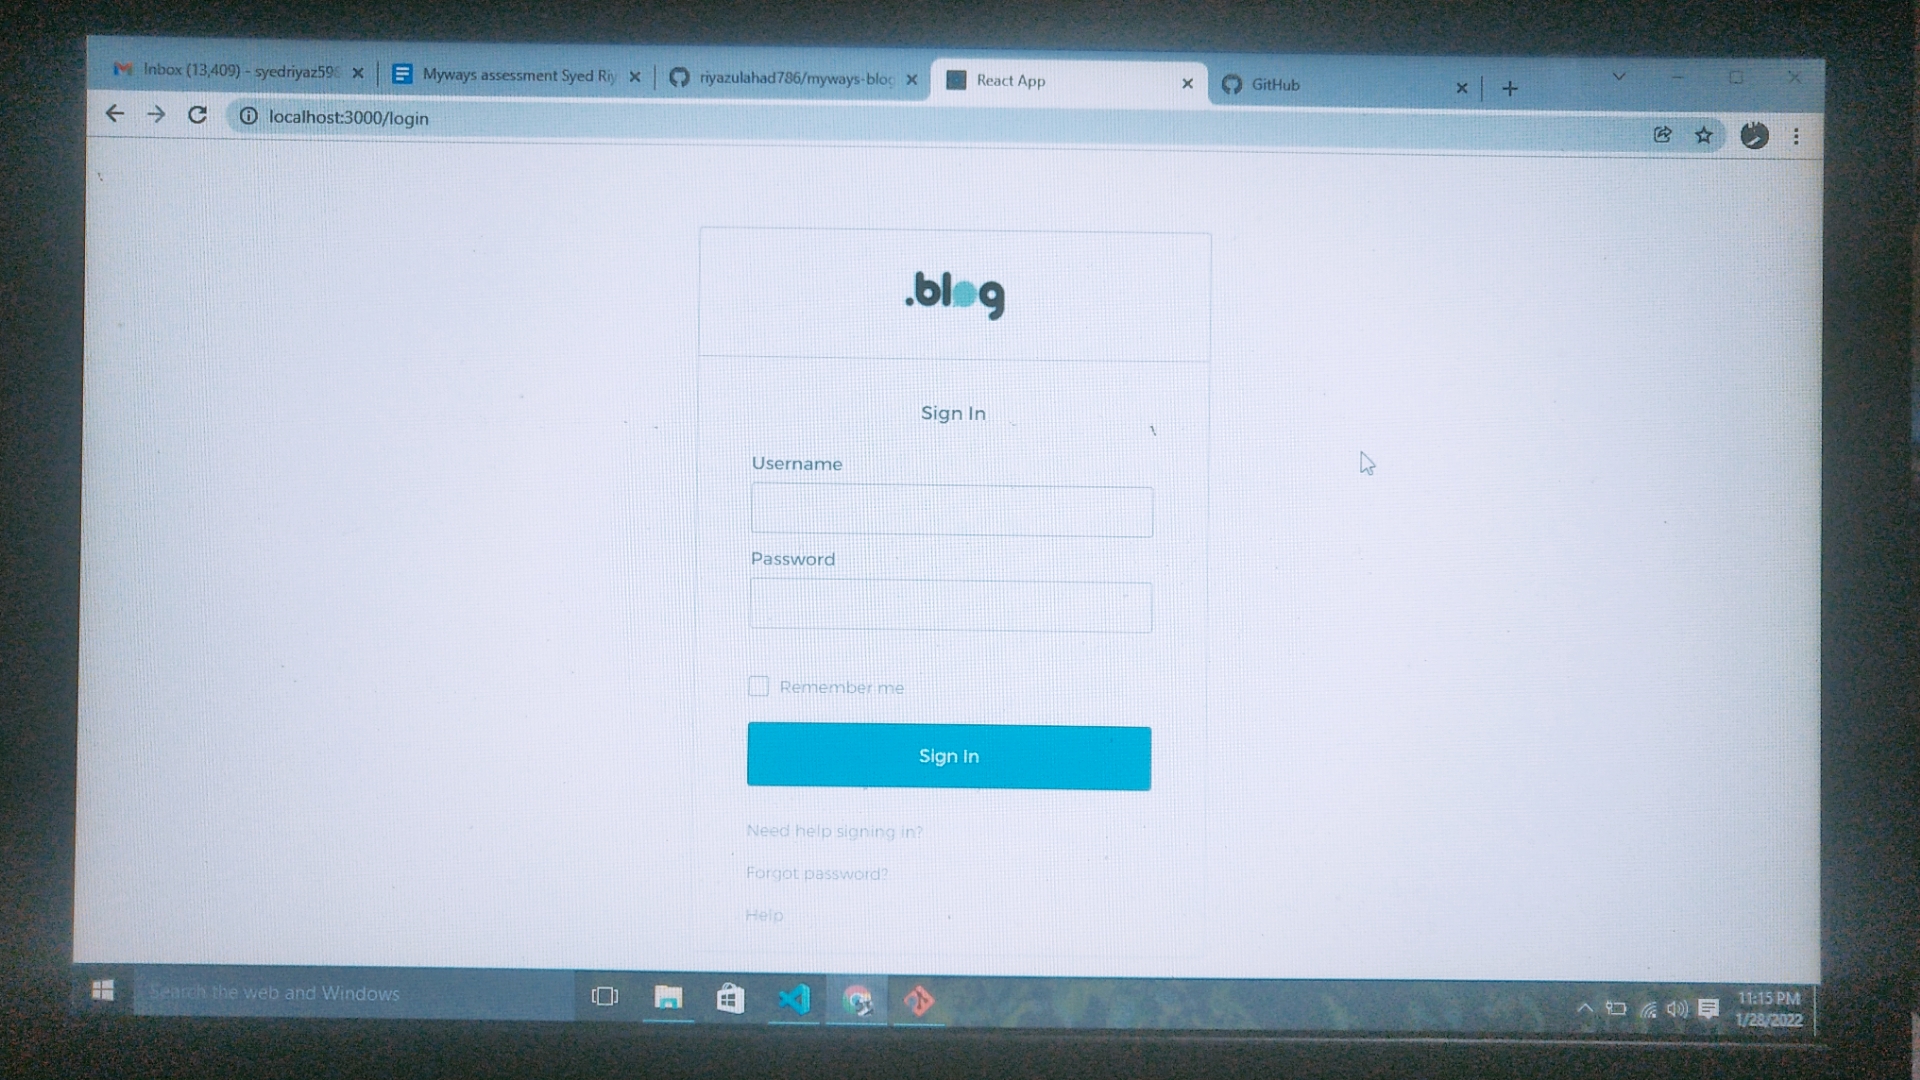 Inbox (13,409) - syedriyaz59
Myways assessment Syed Riy
riyazulahad786/myways-blog
React App
GitHub
localhost:3000/login
.blog
Sign In
Username
Password
Remember me
Sign In
Need help signing in?
Forgot password?
Help
Search the web and Windows
11:15 PM
1/28/2022